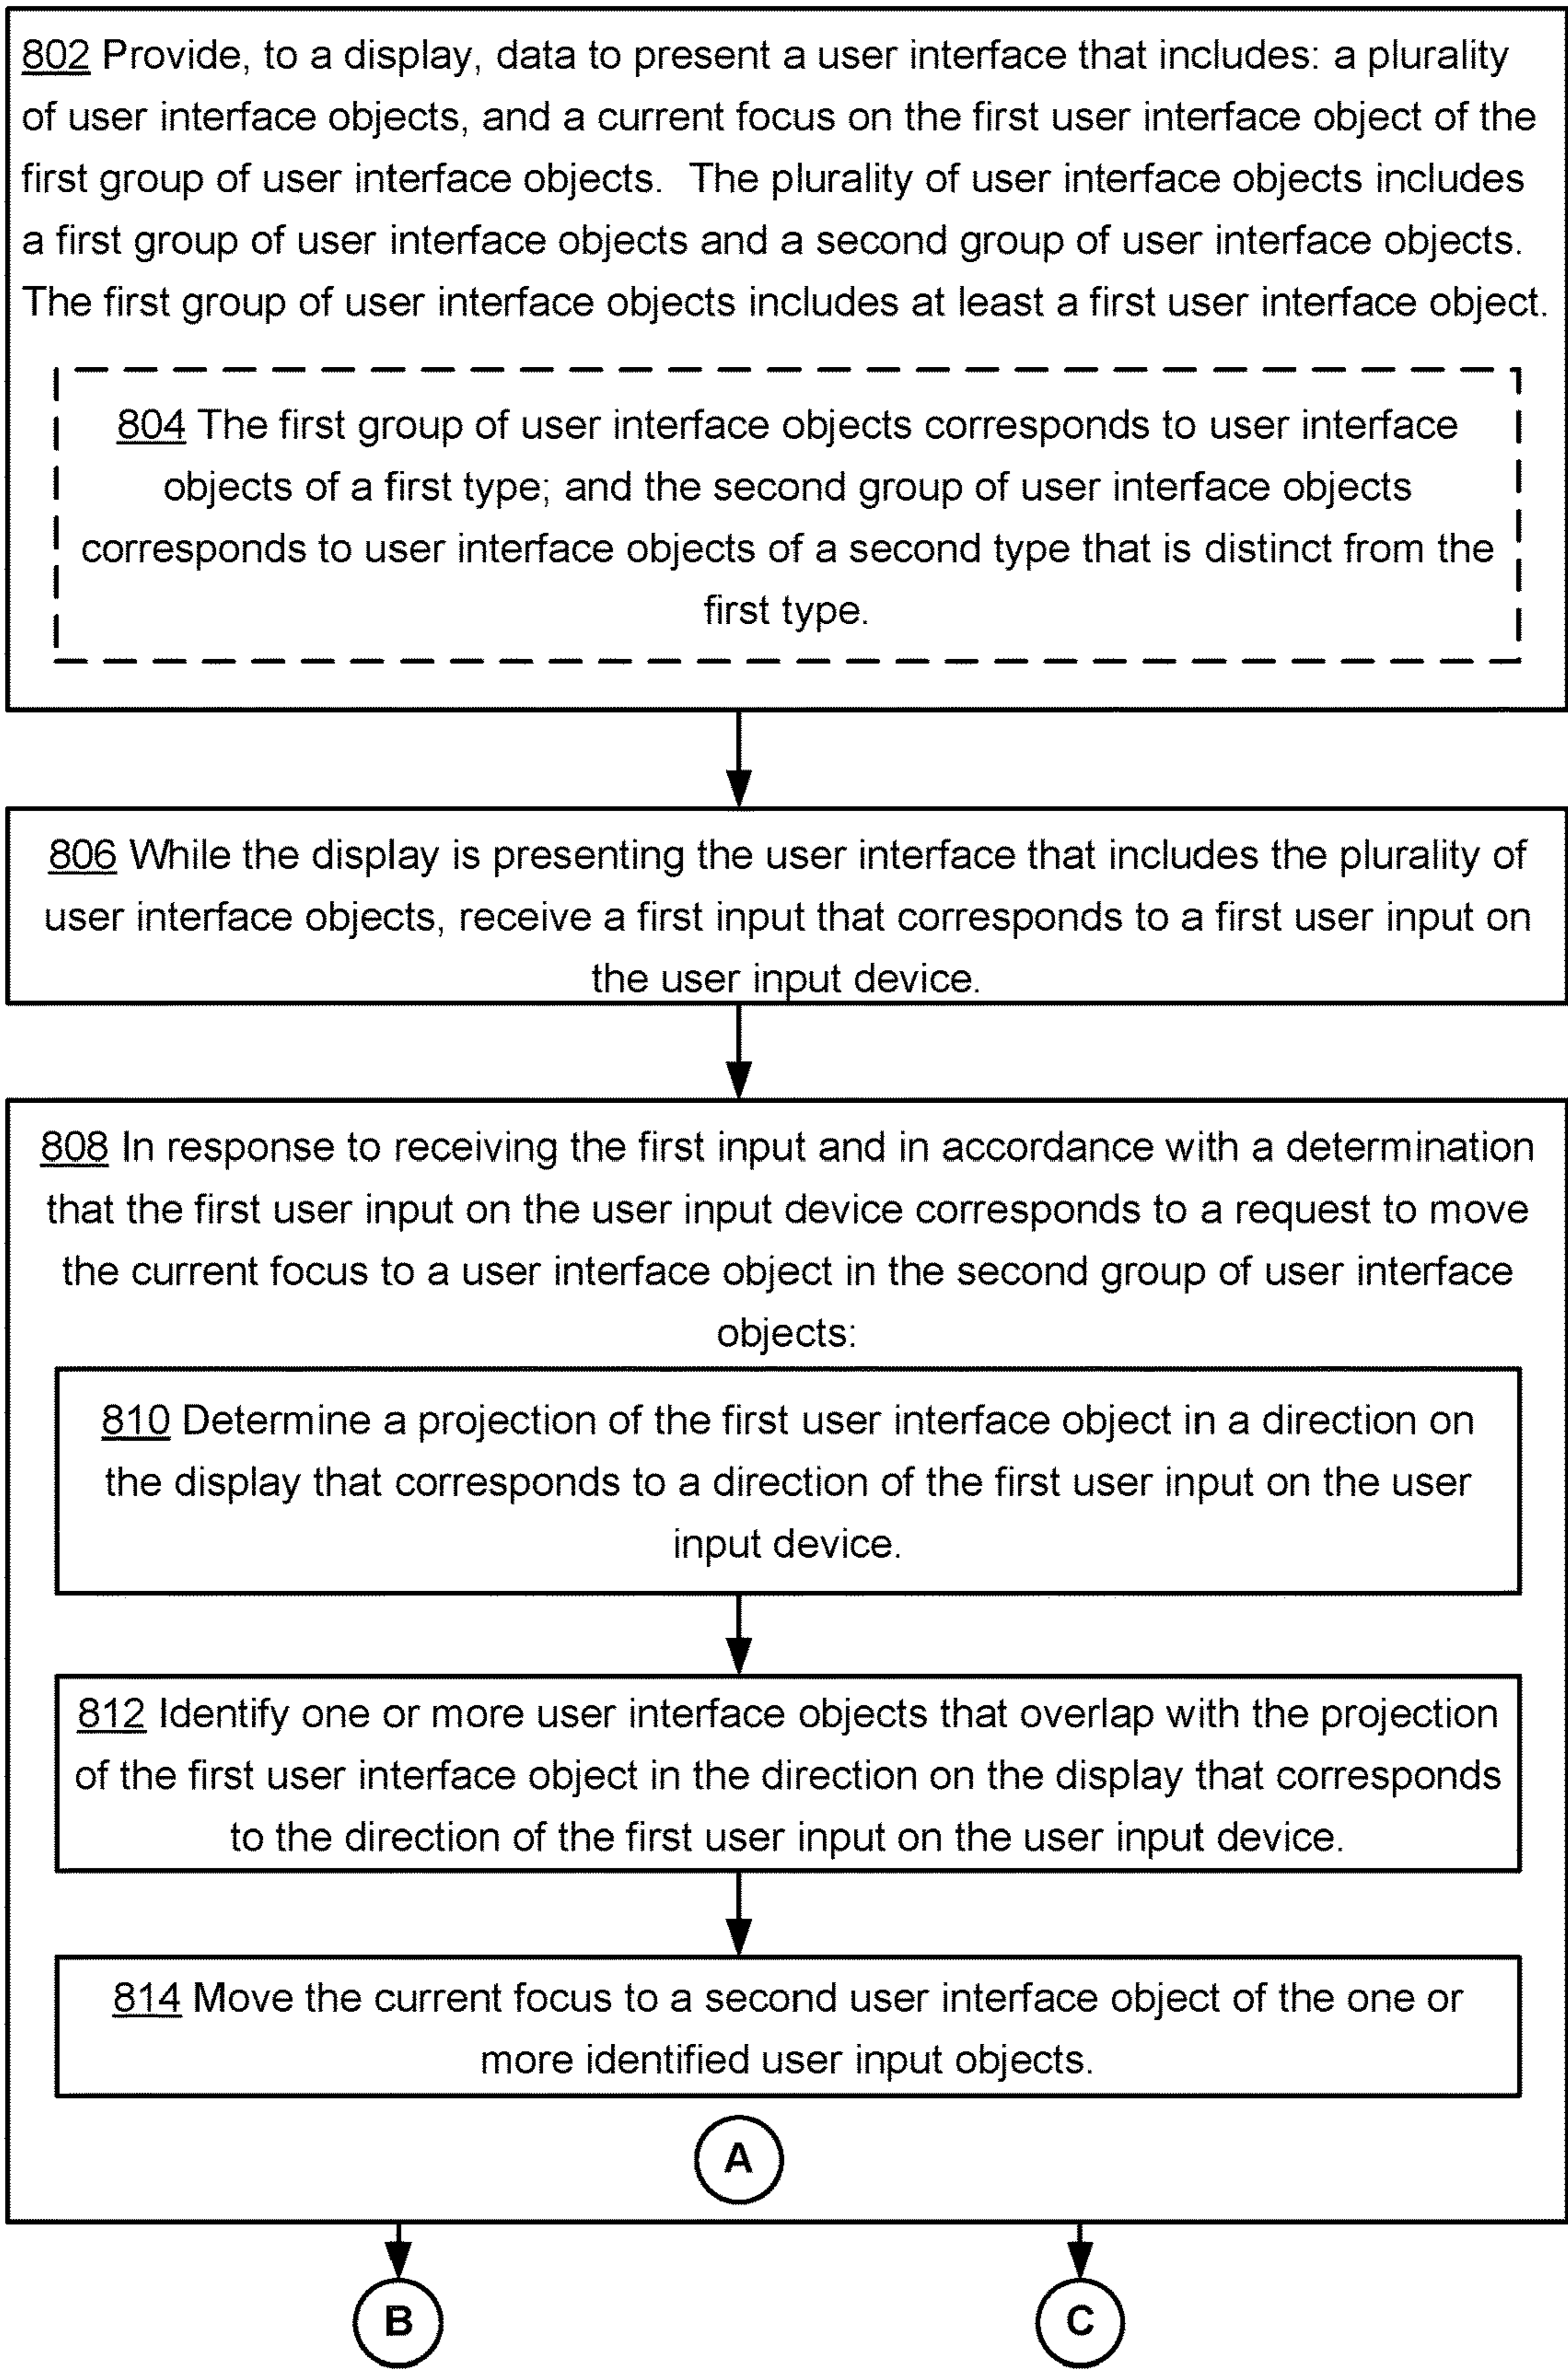 802 Provide, to a display, data to present a user interface that includes: a plurality
of user interface objects, and a current focus on the first user interface object of the
first group of user interface objects.  The plurality of user interface objects includes
a first group of user interface objects and a second group of user interface objects.
The first group of user interface objects includes at least a first user interface object.
804 The first group of user interface objects corresponds to user interface
objects of a first type; and the second group of user interface objects
corresponds to user interface objects of a second type that is distinct from the
first type.
806 While the display is presenting the user interface that includes the plurality of
user interface objects, receive a first input that corresponds to a first user input on
the user input device.
808 In response to receiving the first input and in accordance with a determination
that the first user input on the user input device corresponds to a request to move
the current focus to a user interface object in the second group of user interface
objects:
810 Determine a projection of the first user interface object in a direction on
the display that corresponds to a direction of the first user input on the user
input device.
812 Identify one or more user interface objects that overlap with the projection
of the first user interface object in the direction on the display that corresponds
to the direction of the first user input on the user input device.
814 Move the current focus to a second user interface object of the one or
more identified user input objects.
A
B
C